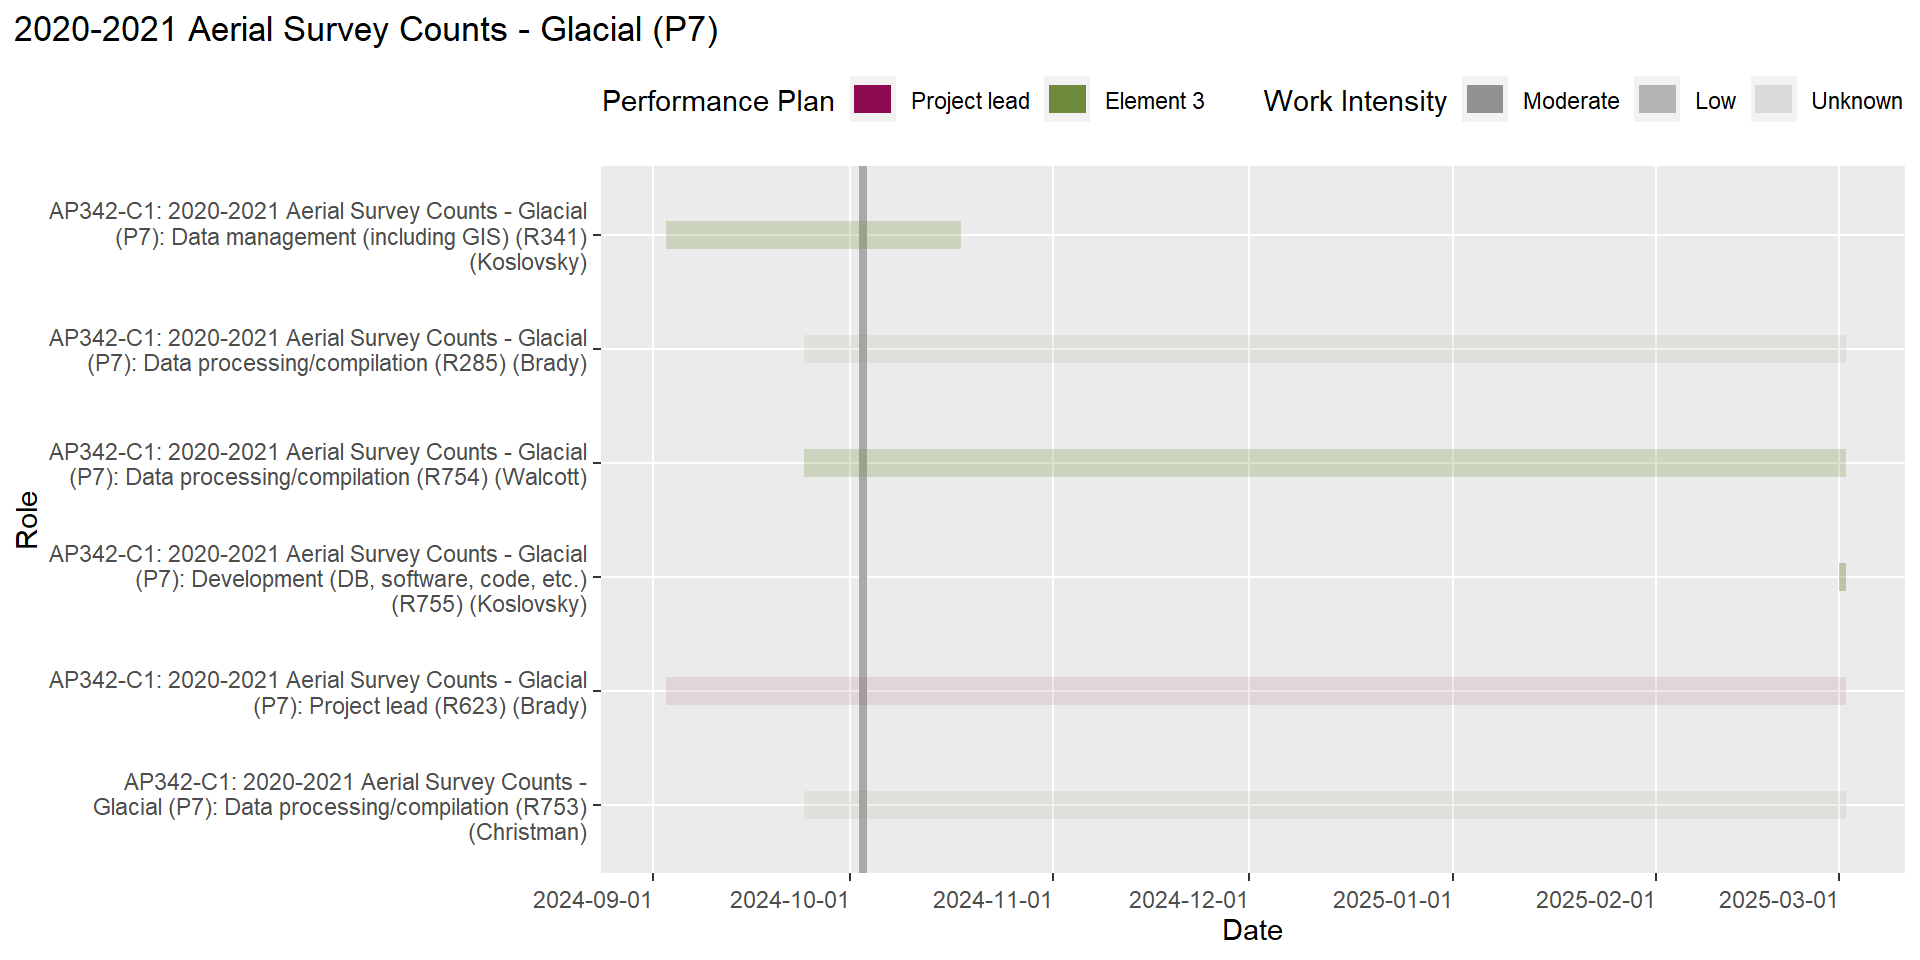 2020-2021 Aerial Survey Counts - Glacial (P7)
Performance Plan Project lead Element 3 Work Intensity Moderate Low Unknown
AP342-C1: 2020-2021 Aerial Survey Counts - Glacial
(P7): Data management (including GIS) (R341)
(Koslovsky)
AP342-C1: 2020-2021 Aerial Survey Counts - Glacial
(P7): Data processing/compilation (R285) (Brady)
AP342-C1: 2020-2021 Aerial Survey Counts - Glacial
(P7): Data processing/compilation (R754) (Walcott)
Role
AP342-C1: 2020-2021 Aerial Survey Counts - Glacial
(P7): Development (DB, software, code, etc.)
(R755) (Koslovsky)
AP342-C1: 2020-2021 Aerial Survey Counts - Glacial
(P7): Project lead (R623) (Brady)
AP342-C1: 2020-2021 Aerial Survey Counts -
Glacial (P7): Data processing/compilation (R753)
(Christman)
2024-09-01 2024-10-01 2024-11-01 2024-12-01 2025-01-01 2025-02-01 2025-03-01
Date